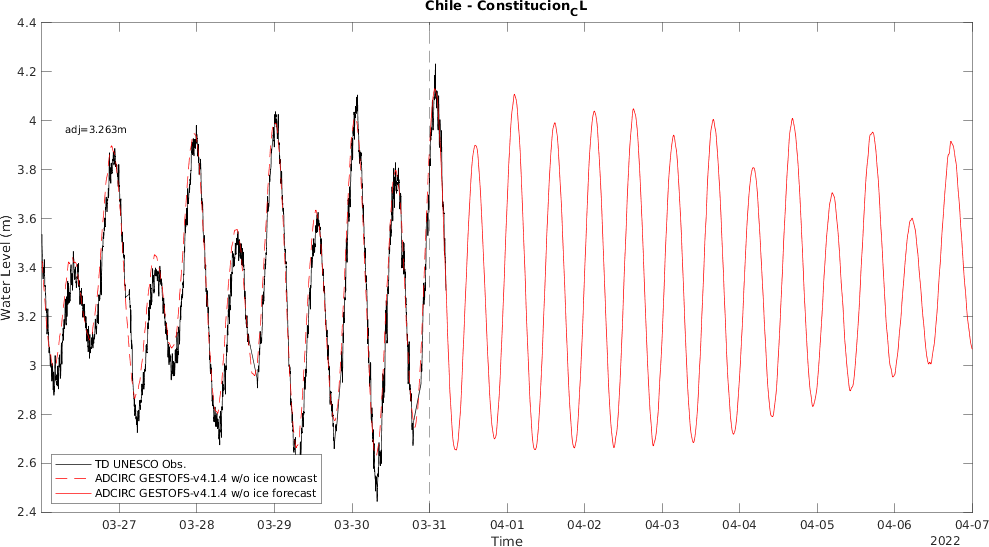 Chile - Constitucion_CL
4.4
4.2
4
3.8
3.6
3.4
3.2
3
2.8
2.6
2.4
Water Level (m)
adj=3.263m
TD UNESCO Obs.
ADCIRC GESTOFS-v4.1.4 w/o ice nowcast
ADCIRC GESTOFS-v4.1.4 w/o ice forecast
03-27 03-28 03-29 03-30 03-31 04-01 04-02 04-03 04-04 04-05 04-06 04-07
Time
2022